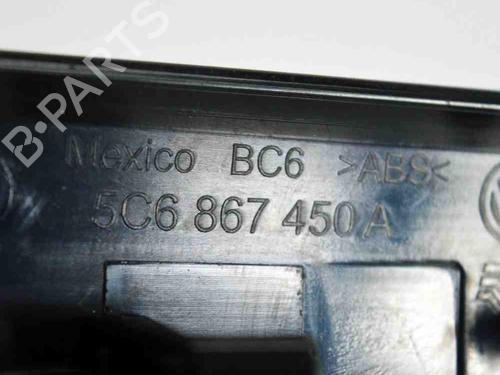 B-PARTS
Mexico BC6 >ABS<
5C6 867 450 A